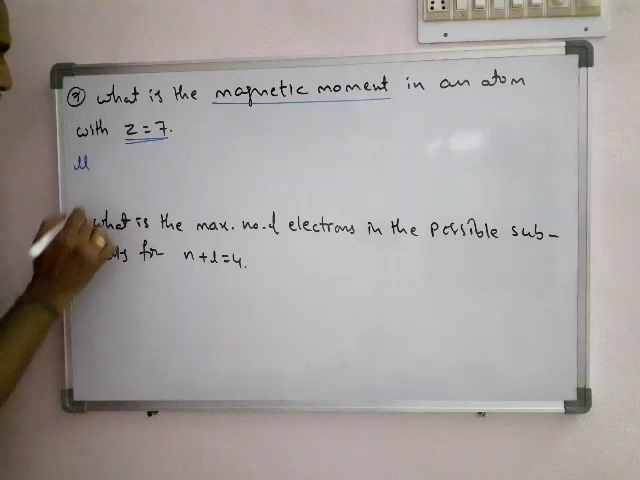 9 what is the magnetic moment in an atom
with z = 7.
μ
what is the max. no. of electrons in the possible sub-
for n+l=4.